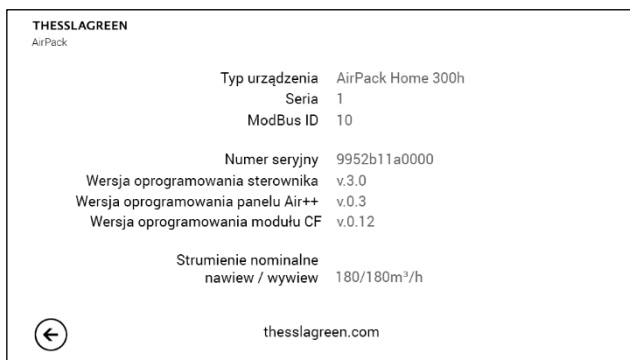 THESSLAGREEN
AirPack
Typ urządzenia AirPack Home 300h
Seria 1
ModBus ID 10
Numer seryjny 9952b11a0000
Wersja oprogramowania sterownika v.3.0
Wersja oprogramowania panelu Air++ v.0.3
Wersja oprogramowania modułu CF v.0.12
Strumienie nominalne
nawiew / wywiew 180/180m³/h
thesslagreen.com